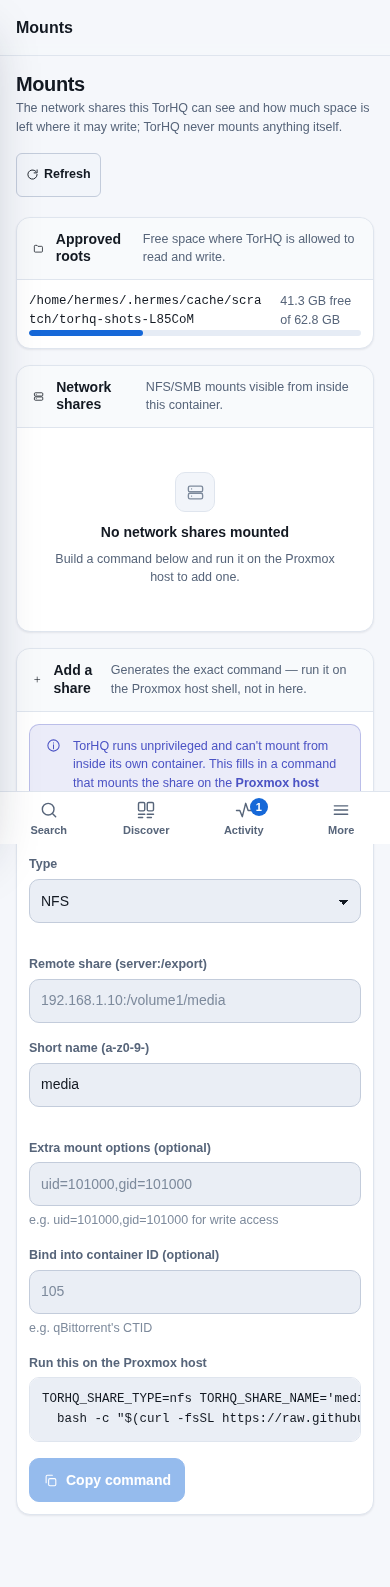 Mounts
Mounts
The network shares this TorHQ can see and how much space is
left where it may write; TorHQ never mounts anything itself.
Refresh
Approved
roots
Free space where TorHQ is allowed to
read and write.
/home/hermes/.hermes/cache/scra
tch/torhq-shots-L85CoM
41.3 GB free
of 62.8 GB
Network
shares
NFS/SMB mounts visible from inside
this container.
No network shares mounted
Build a command below and run it on the Proxmox
host to add one.
Add a
share
Generates the exact command — run it on
the Proxmox host shell, not in here.
TorHQ runs unprivileged and can't mount from
inside its own container. This fills in a command
that mounts the share on the Proxmox host
Search
Discover
Activity
1
More
Type
NFS
Remote share (server:/export)
192.168.1.10:/volume1/media
Short name (a-z0-9-)
media
Extra mount options (optional)
uid=101000,gid=101000
e.g. uid=101000,gid=101000 for write access
Bind into container ID (optional)
105
e.g. qBittorrent's CTID
Run this on the Proxmox host
TORHQ_SHARE_TYPE=nfs TORHQ_SHARE_NAME='medi
bash -c "$(curl -fsSL https://raw.githubu
Copy command